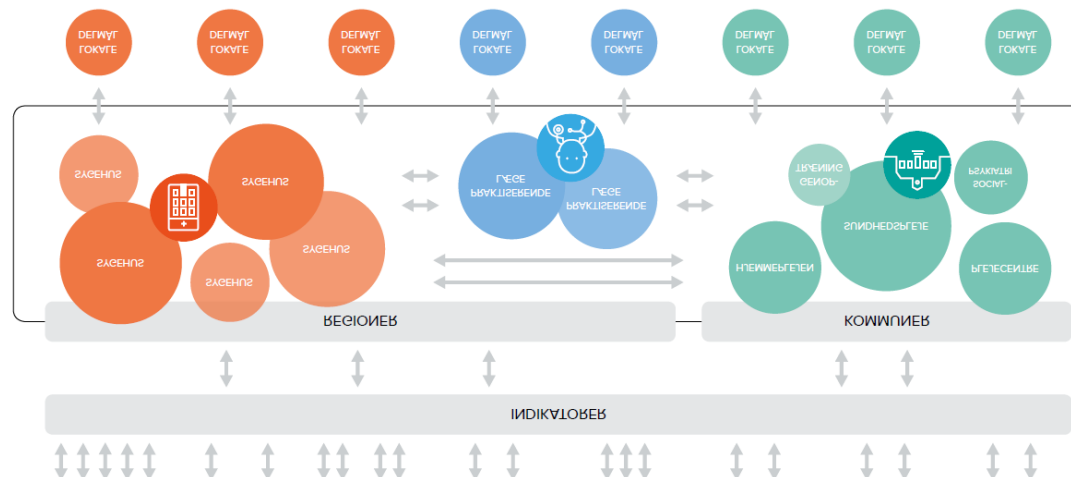 INDIKATORER
REGIONER
KOMMUNER
SYGEHUS
SYGEHUS
SYGEHUS
SYGEHUS
SYGEHUS
PRAKTISERENDE
LÆGE
PRAKTISERENDE
LÆGE
HJEMMEPLEJEN
PLEJECENTRE
SUNDHEDSPLEJE
GENOP-
TRÆNING
SOCIAL-
PSYKIATRI
LOKALE
DELMÅL
LOKALE
DELMÅL
LOKALE
DELMÅL
LOKALE
DELMÅL
LOKALE
DELMÅL
LOKALE
DELMÅL
LOKALE
DELMÅL
LOKALE
DELMÅL